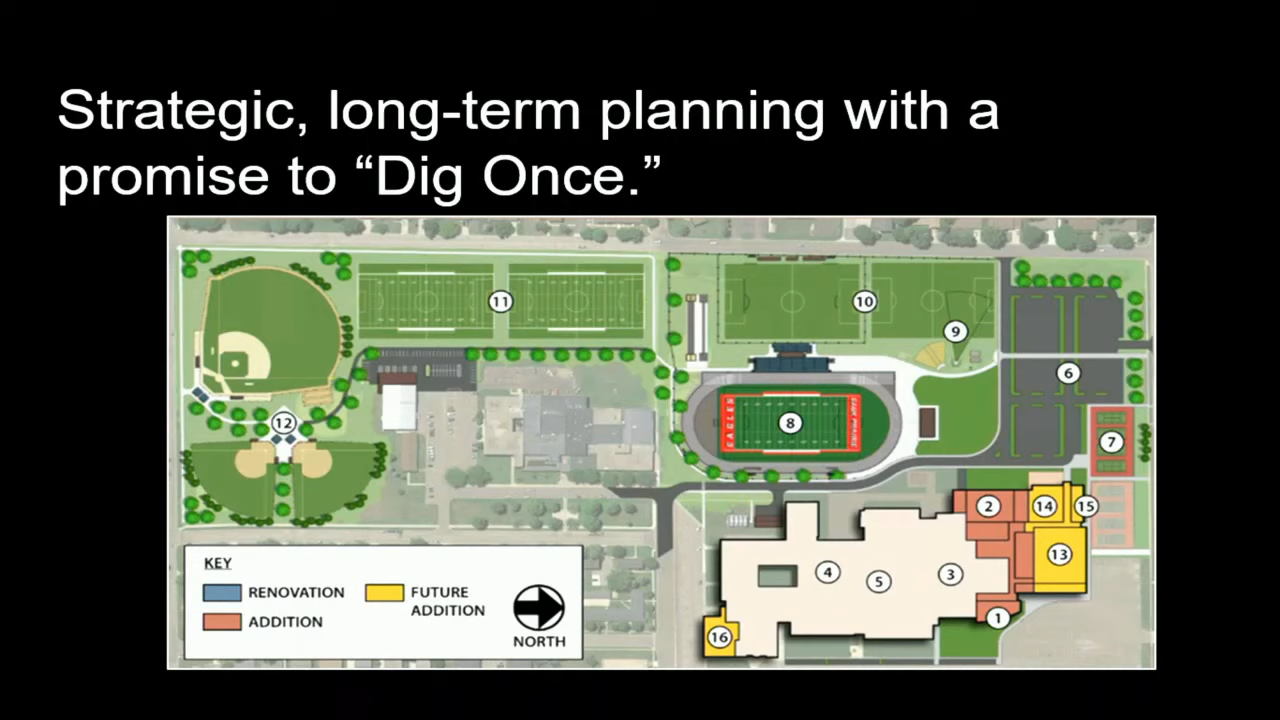 Strategic, long-term planning with a
promise to “Dig Once.”
11
10
9
6
12
8
7
EAGLES
2
14
15
13
4
5
3
1
16
KEY
RENOVATION
ADDITION
FUTURE
ADDITION
NORTH